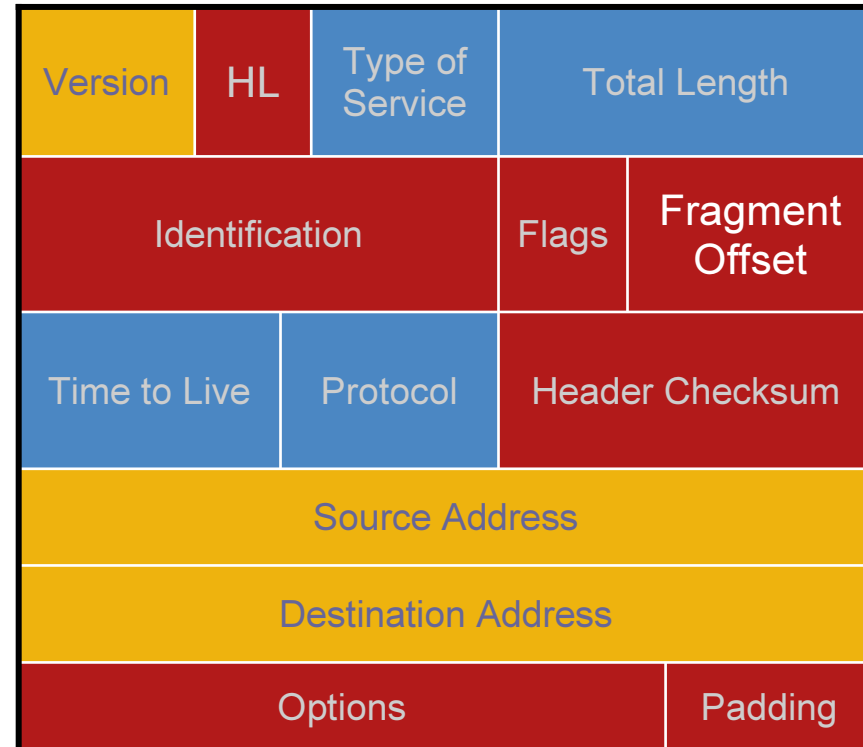 Version
HL
Type of
Service
Total Length
Identification
Flags
Fragment
Offset
Time to Live
Protocol
Header Checksum
Source Address
Destination Address
Options
Padding